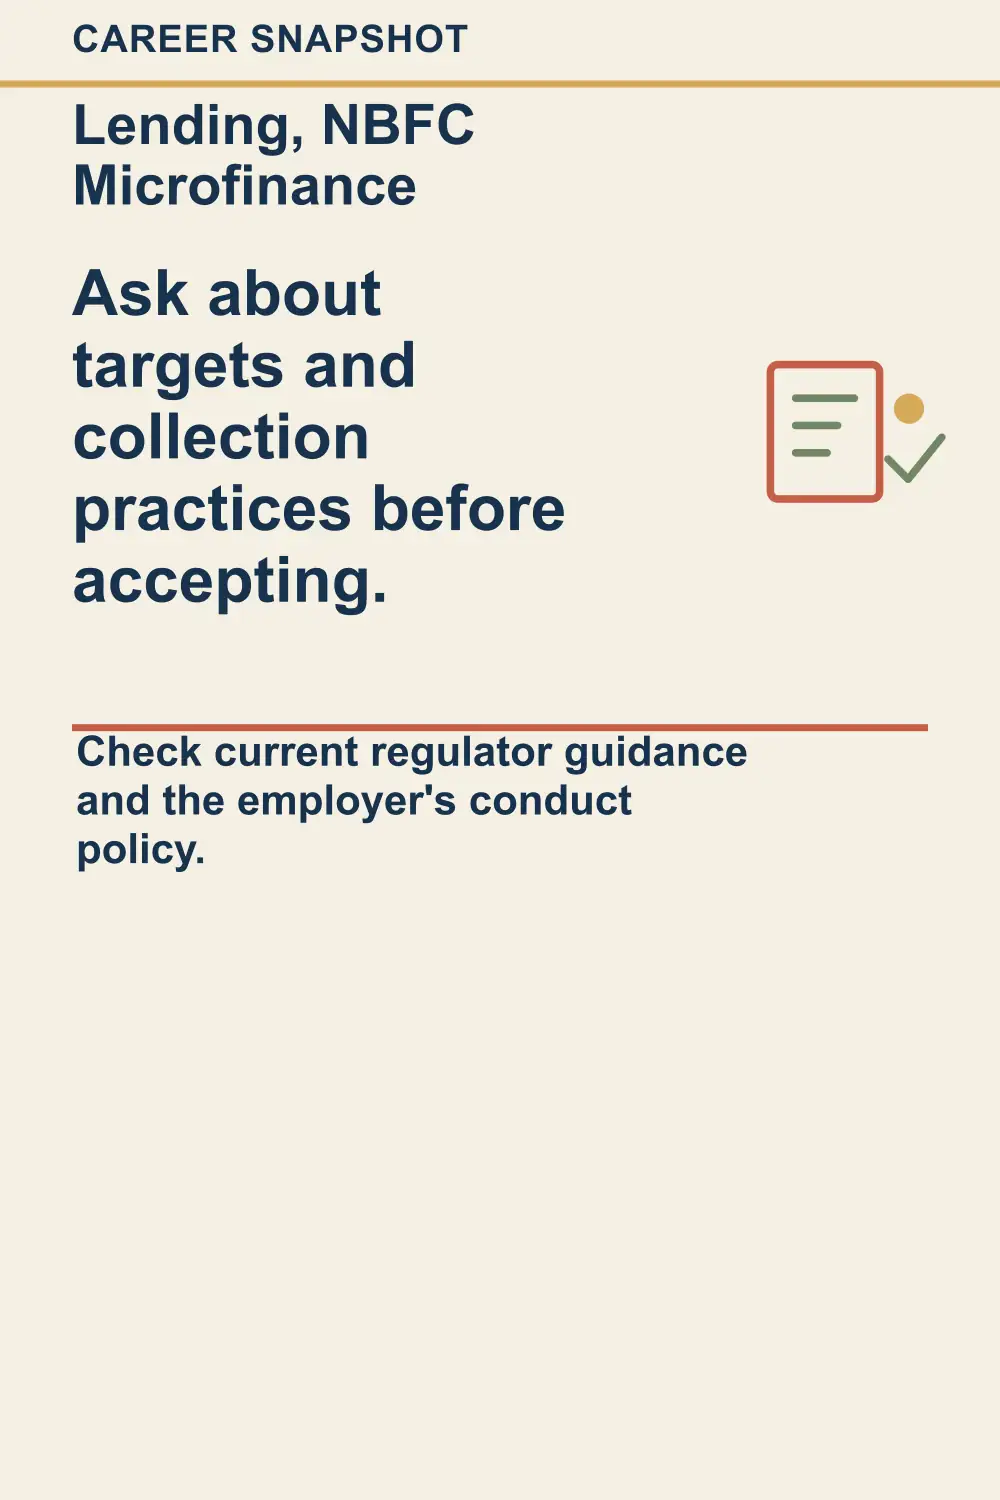 CAREER SNAPSHOT
Lending, NBFC
Microfinance
Ask about
targets and
collection
practices before
accepting.
Check current regulator guidance
and the employer's conduct
policy.